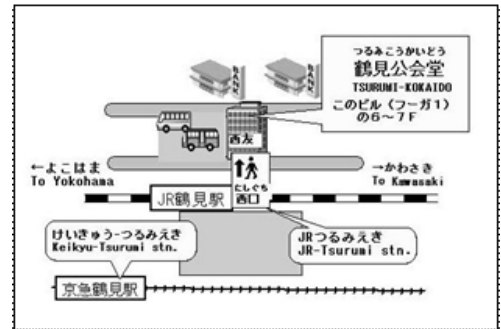 つるみこうかいどう
鶴見公会堂
TSURUMI-KOKAIDO
このビル（フーガ1）
の6～7F
BANK
BANK
西友
←よこはま
To Yokohama
→かわさき
To Kawasaki
にしぐち
西口
JR鶴見駅
けいきゅう-つるみえき
Keikyu-Tsurumi stn.
JRつるみえき
JR-Tsurumi stn.
京急鶴見駅